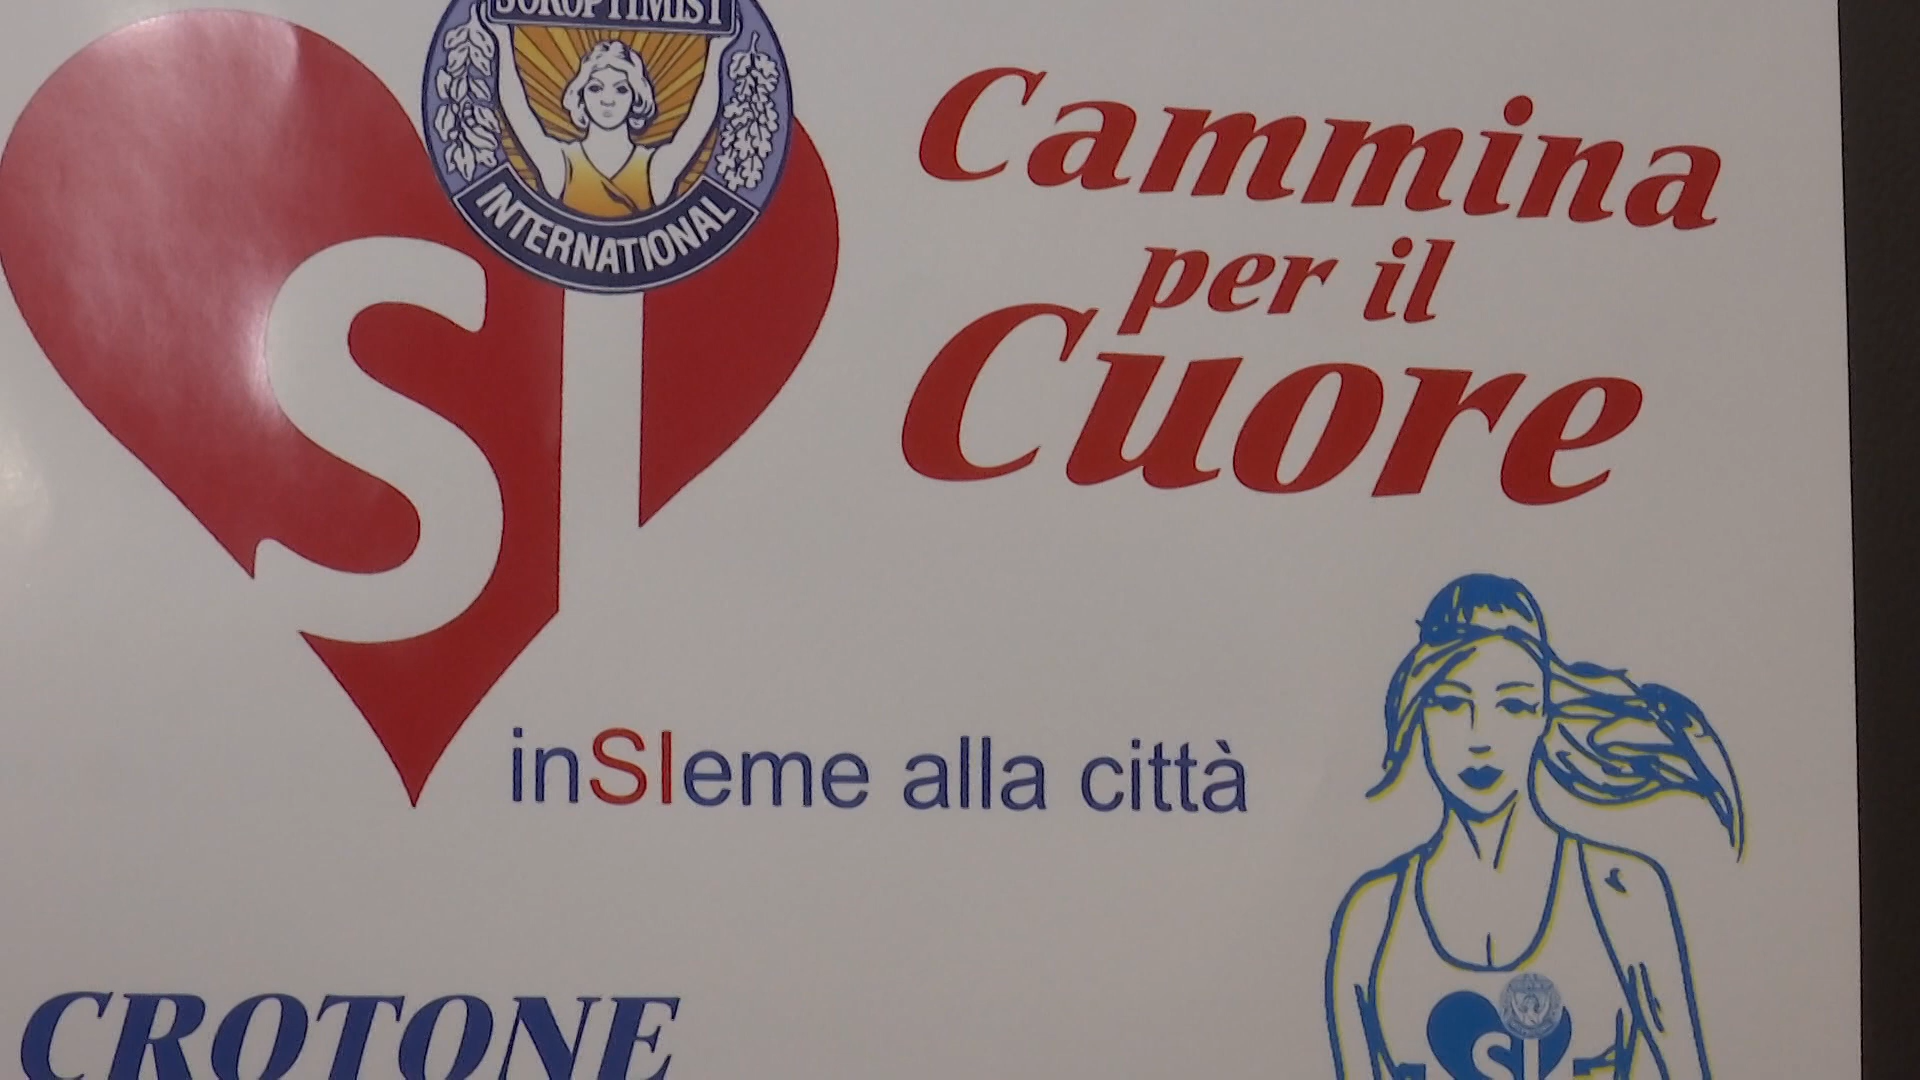 SOROPTIMIST
INTERNATIONAL
SI
Cammina
per il
Cuore
inSIeme alla città
CROTONE
SI